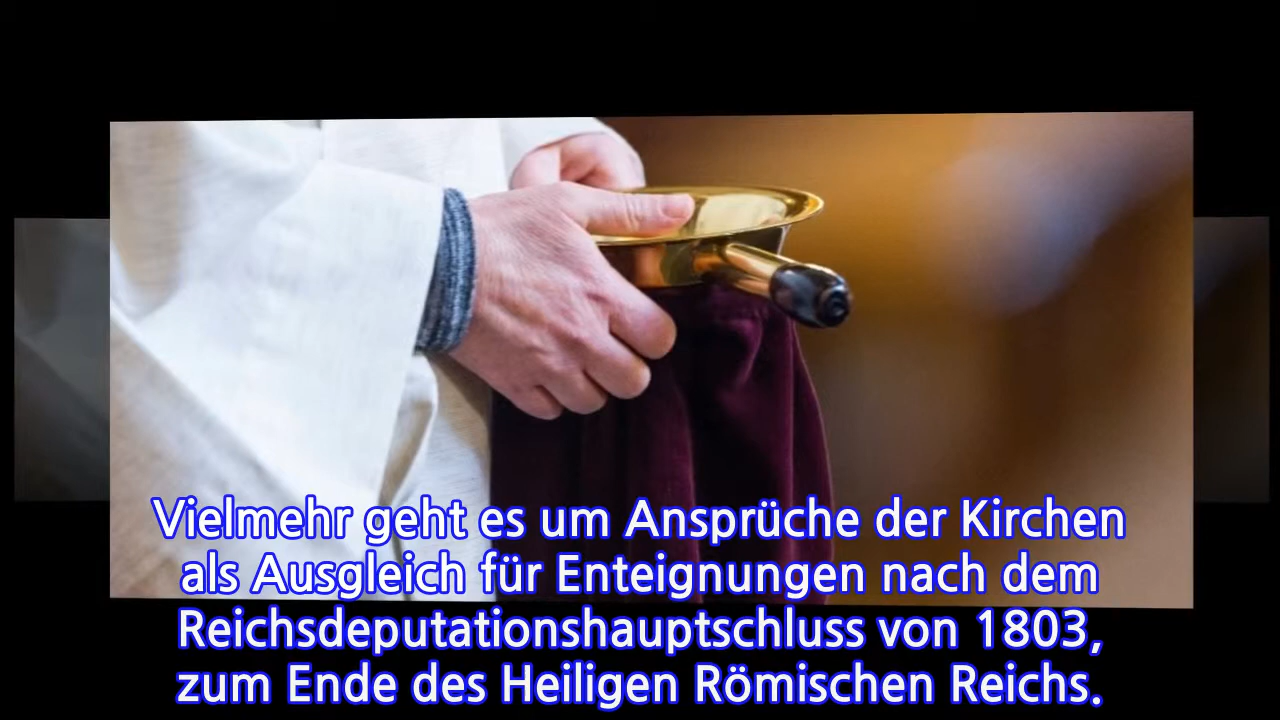 Vielmehr geht es um Ansprüche der Kirchen
als Ausgleich für Enteignungen nach dem
Reichsdeputationshauptschluss von 1803,
zum Ende des Heiligen Römischen Reichs.